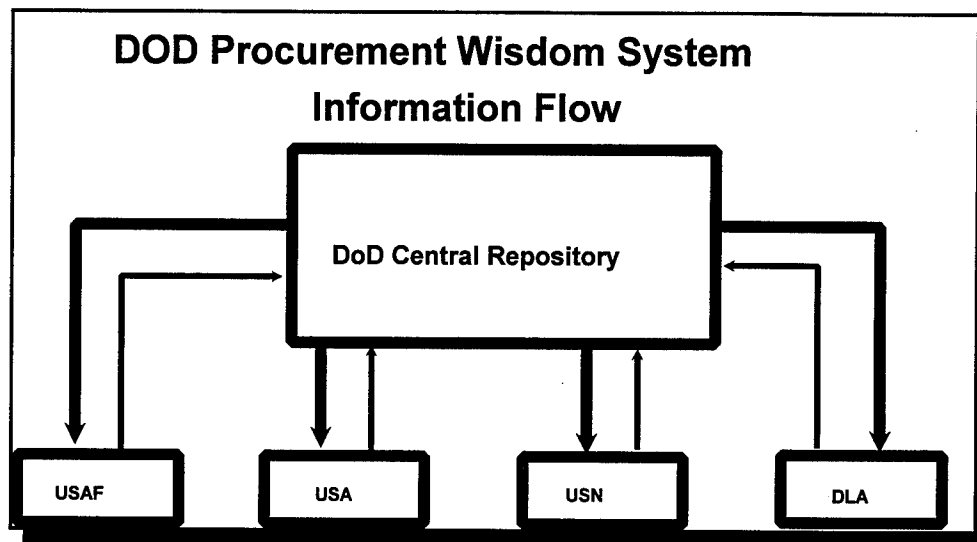 DOD Procurement Wisdom System
Information Flow
DoD Central Repository
USAF
USA
USN
DLA